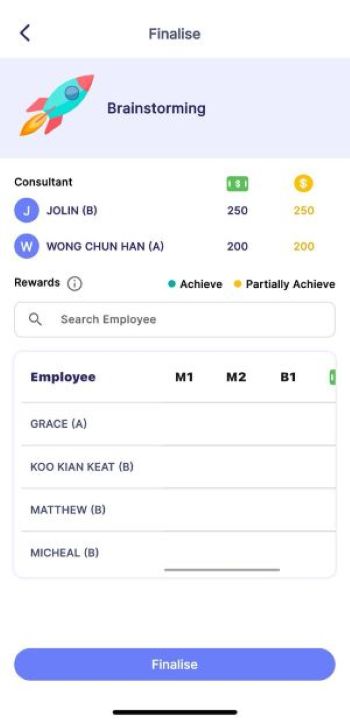 Finalise
Brainstorming
Consultant
J JOLIN (B) 250 250
W WONG CHUN HAN (A) 200 200
Rewards Achieve Partially Achieve
Search Employee
Employee M1 M2 B1
GRACE (A)
KOO KIAN KEAT (B)
MATTHEW (B)
MICHEAL (B)
Finalise